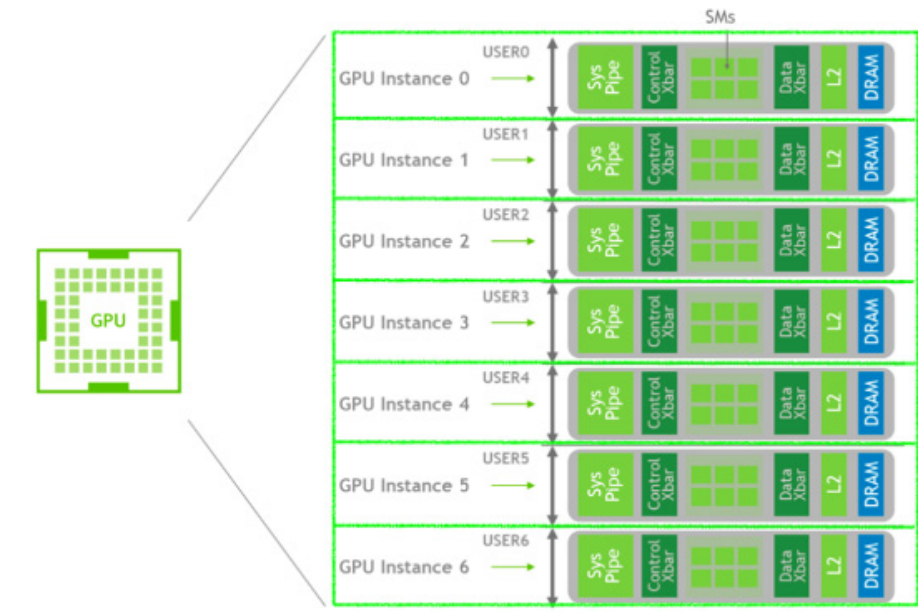 SMs
USER0
GPU Instance 0
Sys
Pipe
Control
Xbar
Data
Xbar
L2
DRAM
USER1
GPU Instance 1
Sys
Pipe
Control
Xbar
Data
Xbar
L2
DRAM
USER2
GPU Instance 2
Sys
Pipe
Control
Xbar
Data
Xbar
L2
DRAM
GPU
USER3
GPU Instance 3
Sys
Pipe
Control
Xbar
Data
Xbar
L2
DRAM
USER4
GPU Instance 4
Sys
Pipe
Control
Xbar
Data
Xbar
L2
DRAM
USER5
GPU Instance 5
Sys
Pipe
Control
Xbar
Data
Xbar
L2
DRAM
USER6
GPU Instance 6
Sys
Pipe
Control
Xbar
Data
Xbar
L2
DRAM